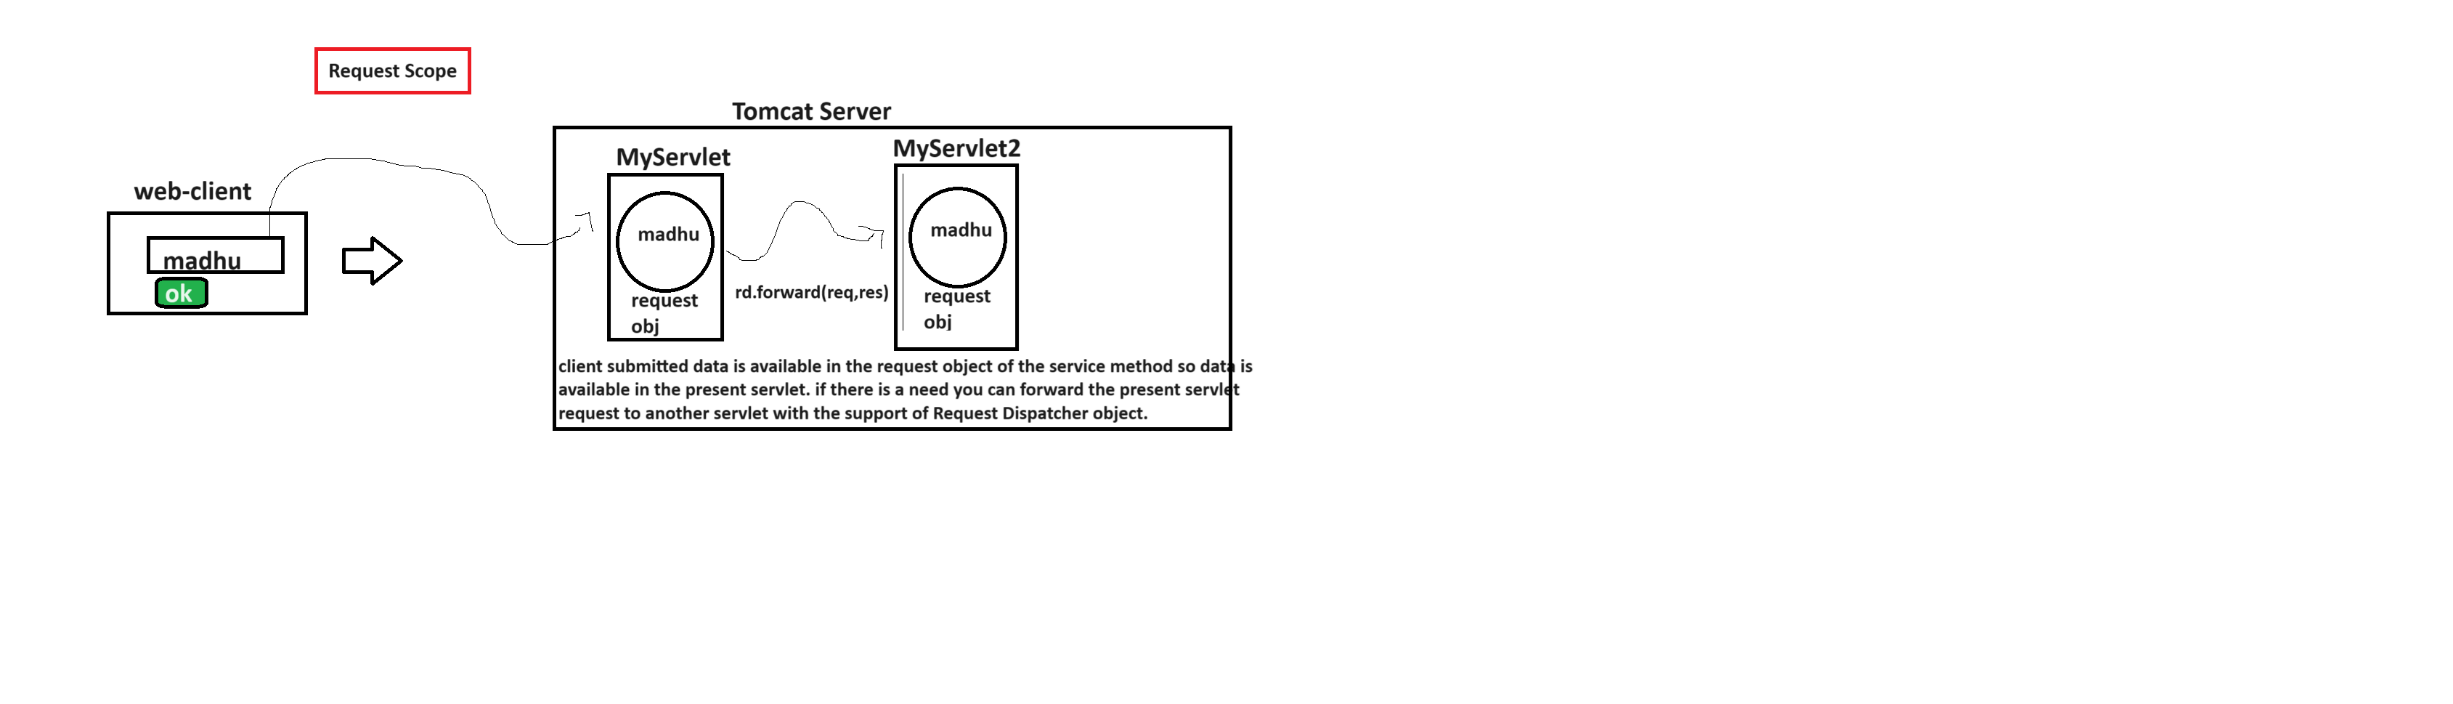 Request Scope
Tomcat Server
web-client
madhu
ok
MyServlet
madhu
request
obj
rd.forward(req,res)
MyServlet2
madhu
request
obj
client submitted data is available in the request object of the service method so data is
available in the present servlet. if there is a need you can forward the present servlet
request to another servlet with the support of Request Dispatcher object.